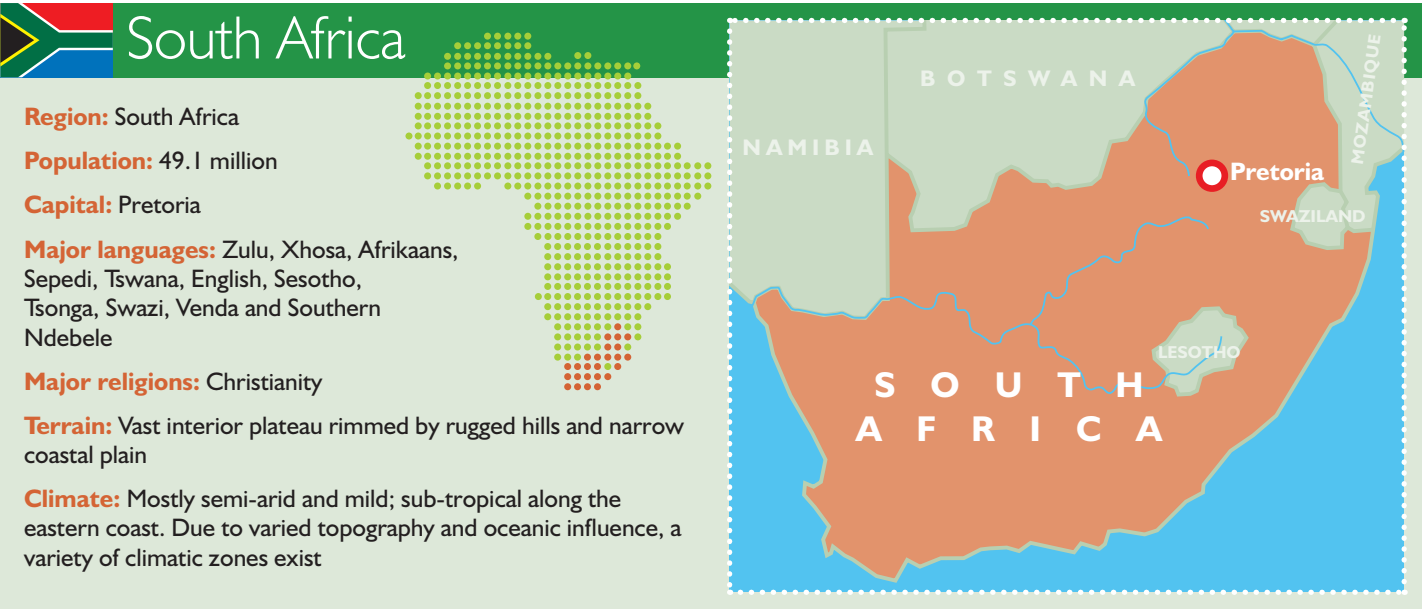 South Africa
Region: South Africa
Population: 49.1 million
Capital: Pretoria
Major languages: Zulu, Xhosa, Afrikaans,
Sepedi, Tswana, English, Sesotho,
Tsonga, Swazi, Venda and Southern
Ndebele
Major religions: Christianity
Terrain: Vast interior plateau rimmed by rugged hills and narrow
coastal plain
Climate: Mostly semi-arid and mild; sub-tropical along the
eastern coast. Due to varied topography and oceanic influence, a
variety of climatic zones exist
BOTSWANA
MOZAMBIQUE
NAMIBIA
Pretoria
SWAZILAND
LESOTHO
SOUTH
AFRICA